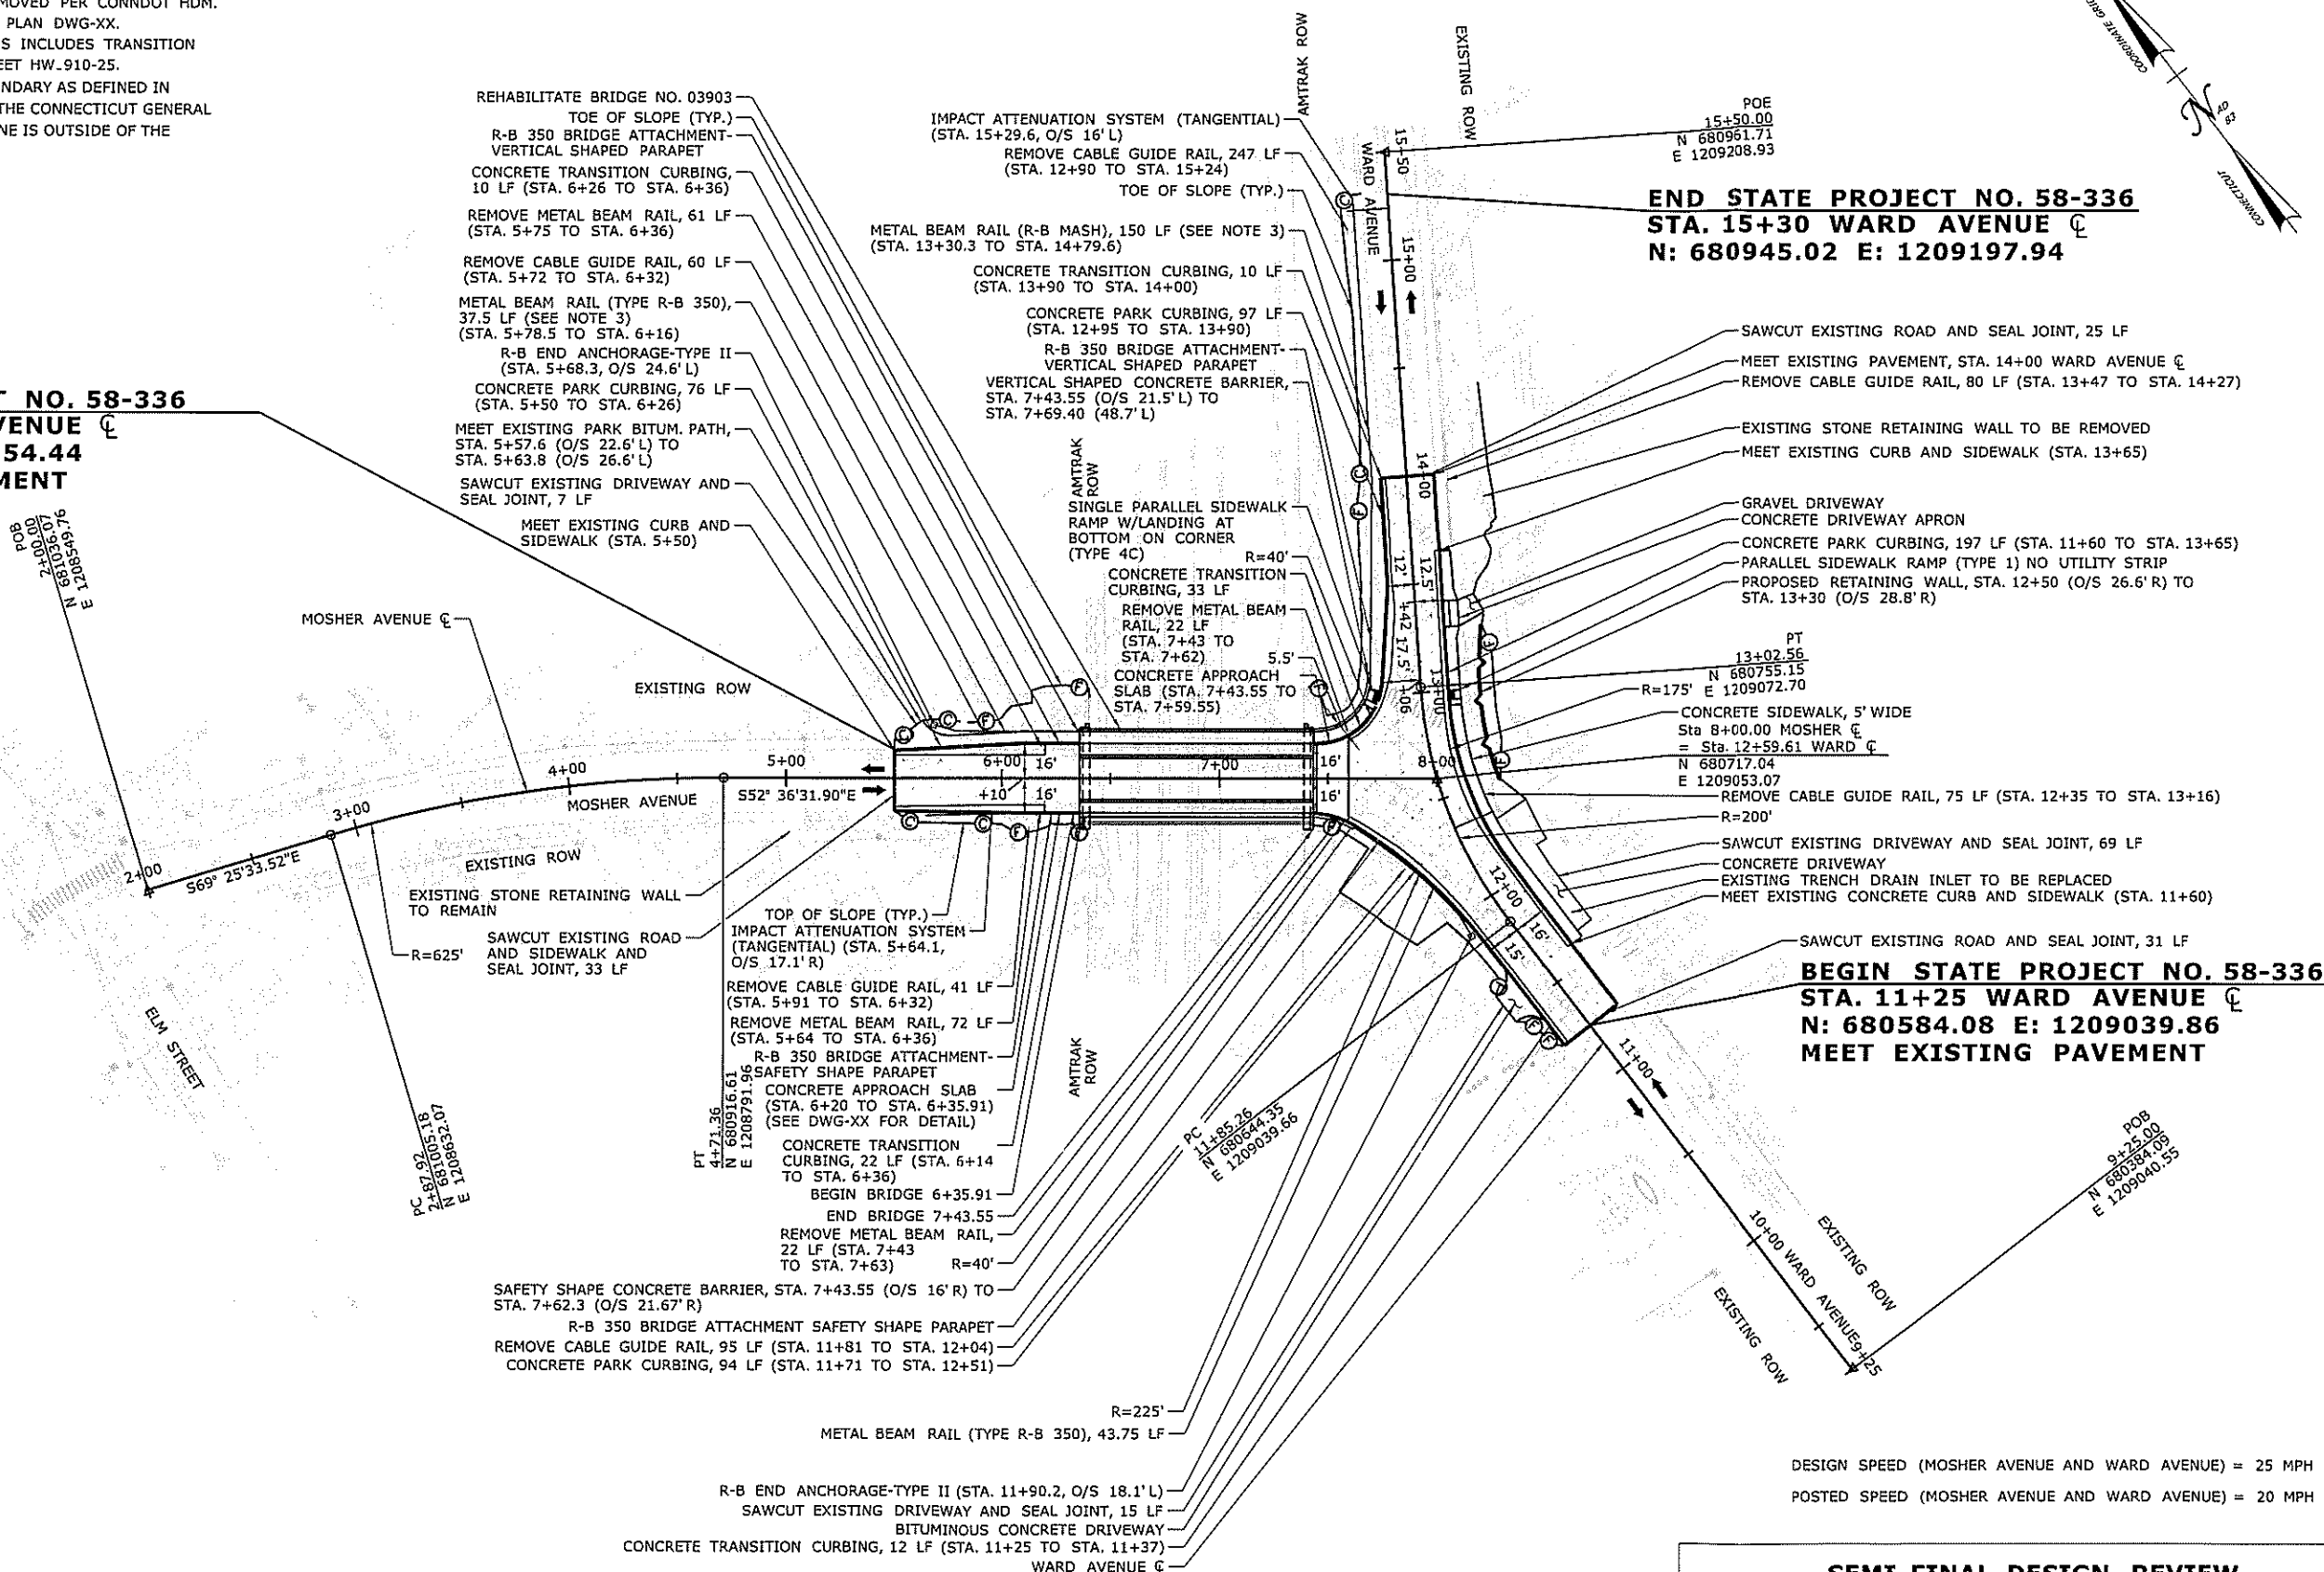 MOVED PER CONNDOT HDM.
PLAN DWG-XX.
S INCLUDES TRANSITION
EET HW_910-25.
NDARY AS DEFINED IN
THE CONNECTICUT GENERAL
NE IS OUTSIDE OF THE
REHABILITATE BRIDGE NO. 03903
TOE OF SLOPE (TYP.)
R-B 350 BRIDGE ATTACHMENT-
VERTICAL SHAPED PARAPET
CONCRETE TRANSITION CURBING,
10 LF (STA. 6+26 TO STA. 6+36)
REMOVE METAL BEAM RAIL, 61 LF
(STA. 5+75 TO STA. 6+36)
REMOVE CABLE GUIDE RAIL, 60 LF
(STA. 5+72 TO STA. 6+32)
METAL BEAM RAIL (TYPE R-B 350),
37.5 LF (SEE NOTE 3)
(STA. 5+78.5 TO STA. 6+16)
R-B END ANCHORAGE-TYPE II
(STA. 5+68.3, O/S 24.6' L)
CONCRETE PARK CURBING, 76 LF
(STA. 5+50 TO STA. 6+26)
MEET EXISTING PARK BITUM. PATH,
STA. 5+57.6 (O/S 22.6' L) TO
STA. 5+63.8 (O/S 26.6' L)
SAWCUT EXISTING DRIVEWAY AND
SEAL JOINT, 7 LF
MEET EXISTING CURB AND
SIDEWALK (STA. 5+50)
T NO. 58-336
VENUE ℄
54.44
MENT
POB
2+00.00
N 681036.07
E 1208549.76
MOSHER AVENUE ℄
IMPACT ATTENUATION SYSTEM (TANGENTIAL)
(STA. 15+29.6, O/S 16' L)
REMOVE CABLE GUIDE RAIL, 247 LF
(STA. 12+90 TO STA. 15+24)
TOE OF SLOPE (TYP.)
METAL BEAM RAIL (R-B MASH), 150 LF (SEE NOTE 3)
(STA. 13+30.3 TO STA. 14+79.6)
CONCRETE TRANSITION CURBING, 10 LF
(STA. 13+90 TO STA. 14+00)
CONCRETE PARK CURBING, 97 LF
(STA. 12+95 TO STA. 13+90)
R-B 350 BRIDGE ATTACHMENT-
VERTICAL SHAPED PARAPET
VERTICAL SHAPED CONCRETE BARRIER,
STA. 7+43.55 (O/S 21.5' L) TO
STA. 7+69.40 (48.7' L)
AMTRAK
ROW
SINGLE PARALLEL SIDEWALK
RAMP W/LANDING AT
BOTTOM ON CORNER
(TYPE 4C)
R=40'
CONCRETE TRANSITION
CURBING, 33 LF
REMOVE METAL BEAM
RAIL, 22 LF
(STA. 7+43 TO
STA. 7+62)
5.5'
CONCRETE APPROACH
SLAB (STA. 7+43.55 TO
STA. 7+59.55)
AMTRAK ROW
EXISTING ROW
WARD AVENUE
15+50
15+00
14+00
12'
12.5'
+42
17.5'
+06
13+00
POE
15+50.00
N 680961.71
E 1209208.93
COORDINATE GRID
N
AD
83
CONNECTICUT
END STATE PROJECT NO. 58-336
STA. 15+30 WARD AVENUE ℄
N: 680945.02 E: 1209197.94
SAWCUT EXISTING ROAD AND SEAL JOINT, 25 LF
MEET EXISTING PAVEMENT, STA. 14+00 WARD AVENUE ℄
REMOVE CABLE GUIDE RAIL, 80 LF (STA. 13+47 TO STA. 14+27)
EXISTING STONE RETAINING WALL TO BE REMOVED
MEET EXISTING CURB AND SIDEWALK (STA. 13+65)
GRAVEL DRIVEWAY
CONCRETE DRIVEWAY APRON
CONCRETE PARK CURBING, 197 LF (STA. 11+60 TO STA. 13+65)
PARALLEL SIDEWALK RAMP (TYPE 1) NO UTILITY STRIP
PROPOSED RETAINING WALL, STA. 12+50 (O/S 26.6' R) TO
STA. 13+30 (O/S 28.8' R)
PT
13+02.56
N 680755.15
E 1209072.70
R=175'
CONCRETE SIDEWALK, 5' WIDE
Sta 8+00.00 MOSHER ℄
= Sta. 12+59.61 WARD ℄
N 680717.04
E 1209053.07
REMOVE CABLE GUIDE RAIL, 75 LF (STA. 12+35 TO STA. 13+16)
R=200'
SAWCUT EXISTING DRIVEWAY AND SEAL JOINT, 69 LF
CONCRETE DRIVEWAY
EXISTING TRENCH DRAIN INLET TO BE REPLACED
MEET EXISTING CONCRETE CURB AND SIDEWALK (STA. 11+60)
SAWCUT EXISTING ROAD AND SEAL JOINT, 31 LF
BEGIN STATE PROJECT NO. 58-336
STA. 11+25 WARD AVENUE ℄
N: 680584.08 E: 1209039.86
MEET EXISTING PAVEMENT
EXISTING ROW
2+00
S69° 25'33.52"E
3+00
4+00
MOSHER AVENUE
5+00
S52° 36'31.90"E
6+00
+10
16'
16'
7+00
16'
16'
8+00
12+00
16'
15'
11+00
EXISTING ROW
EXISTING STONE RETAINING WALL
TO REMAIN
R=625'
SAWCUT EXISTING ROAD
AND SIDEWALK AND
SEAL JOINT, 33 LF
ELM STREET
PC
2+87.92
N 681005.18
E 1208632.07
PT
4+71.36
N 680916.61
E 1208791.96
TOP OF SLOPE (TYP.)
IMPACT ATTENUATION SYSTEM
(TANGENTIAL) (STA. 5+64.1,
O/S 17.1' R)
REMOVE CABLE GUIDE RAIL, 41 LF
(STA. 5+91 TO STA. 6+32)
REMOVE METAL BEAM RAIL, 72 LF
(STA. 5+64 TO STA. 6+36)
R-B 350 BRIDGE ATTACHMENT-
SAFETY SHAPE PARAPET
CONCRETE APPROACH SLAB
(STA. 6+20 TO STA. 6+35.91)
(SEE DWG-XX FOR DETAIL)
CONCRETE TRANSITION
CURBING, 22 LF (STA. 6+14
TO STA. 6+36)
BEGIN BRIDGE 6+35.91
END BRIDGE 7+43.55
REMOVE METAL BEAM RAIL,
22 LF (STA. 7+43
TO STA. 7+63)
R=40'
SAFETY SHAPE CONCRETE BARRIER, STA. 7+43.55 (O/S 16' R) TO
STA. 7+62.3 (O/S 21.67' R)
R-B 350 BRIDGE ATTACHMENT SAFETY SHAPE PARAPET
REMOVE CABLE GUIDE RAIL, 95 LF (STA. 11+81 TO STA. 12+04)
CONCRETE PARK CURBING, 94 LF (STA. 11+71 TO STA. 12+51)
AMTRAK
ROW
PC
11+85.26
N 680644.35
E 1209039.66
R=225'
METAL BEAM RAIL (TYPE R-B 350), 43.75 LF
R-B END ANCHORAGE-TYPE II (STA. 11+90.2, O/S 18.1' L)
SAWCUT EXISTING DRIVEWAY AND SEAL JOINT, 15 LF
BITUMINOUS CONCRETE DRIVEWAY
CONCRETE TRANSITION CURBING, 12 LF (STA. 11+25 TO STA. 11+37)
WARD AVENUE ℄
10+00
WARD AVENUE
9+25
EXISTING ROW
EXISTING ROW
POB
9+25.00
N 680384.09
E 1209040.55
DESIGN SPEED (MOSHER AVENUE AND WARD AVENUE) = 25 MPH
POSTED SPEED (MOSHER AVENUE AND WARD AVENUE) = 20 MPH
SEMI-FINAL DESIGN REVIEW